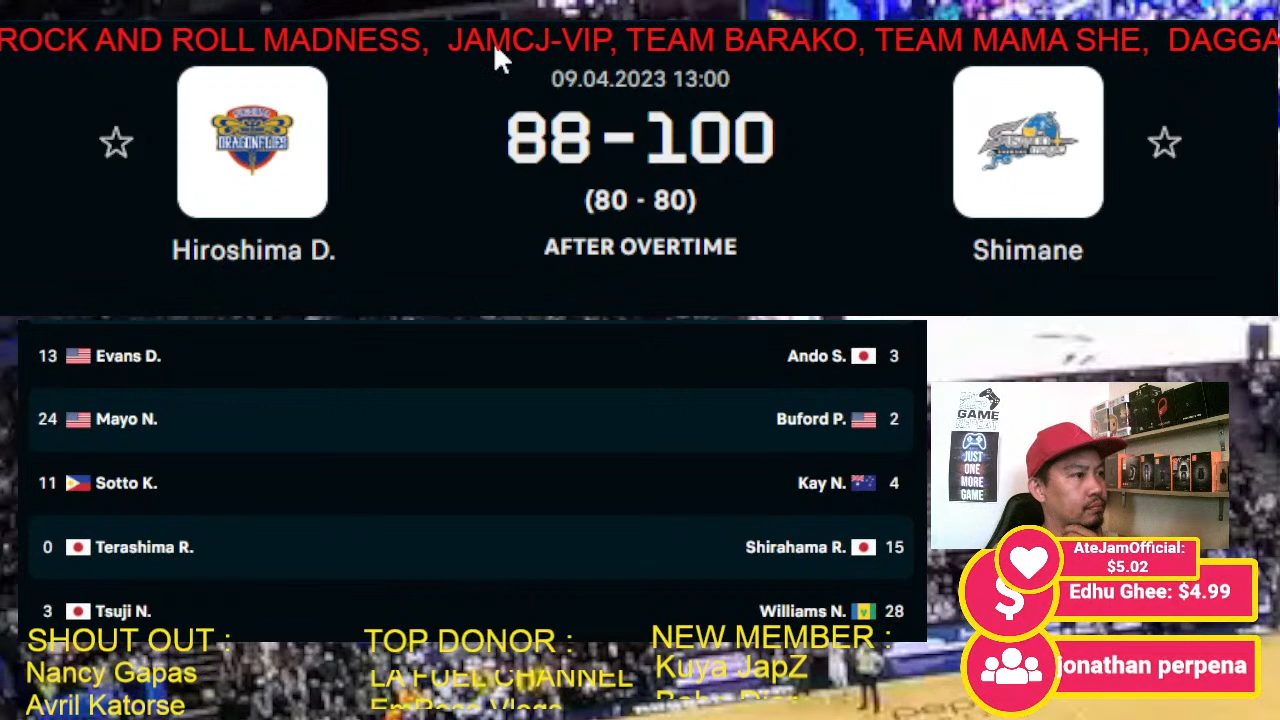 ROCK AND ROLL MADNESS, JAMCJ-VIP, TEAM BARAKO, TEAM MAMA SHE, DAGGA
09.04.2023 13:00
88-100
(80 - 80)
AFTER OVERTIME
DRAGONFLIES
Hiroshima D.
Shimane
13 Evans D.
Ando S. 3
24 Mayo N.
Buford P. 2
11 Sotto K.
Kay N. 4
0 Terashima R.
Shirahama R. 15
3 Tsuji N.
Williams N. 28
GAME
REPEAT
JUST
ONE
MORE
GAME
AteJamOfficial:
$5.02
$
Edhu Ghee: $4.99
jonathan perpena
SHOUT OUT :
Nancy Gapas
Avril Katorse
TOP DONOR :
LA FUEL CHANNEL
NEW MEMBER :
Kuya JapZ